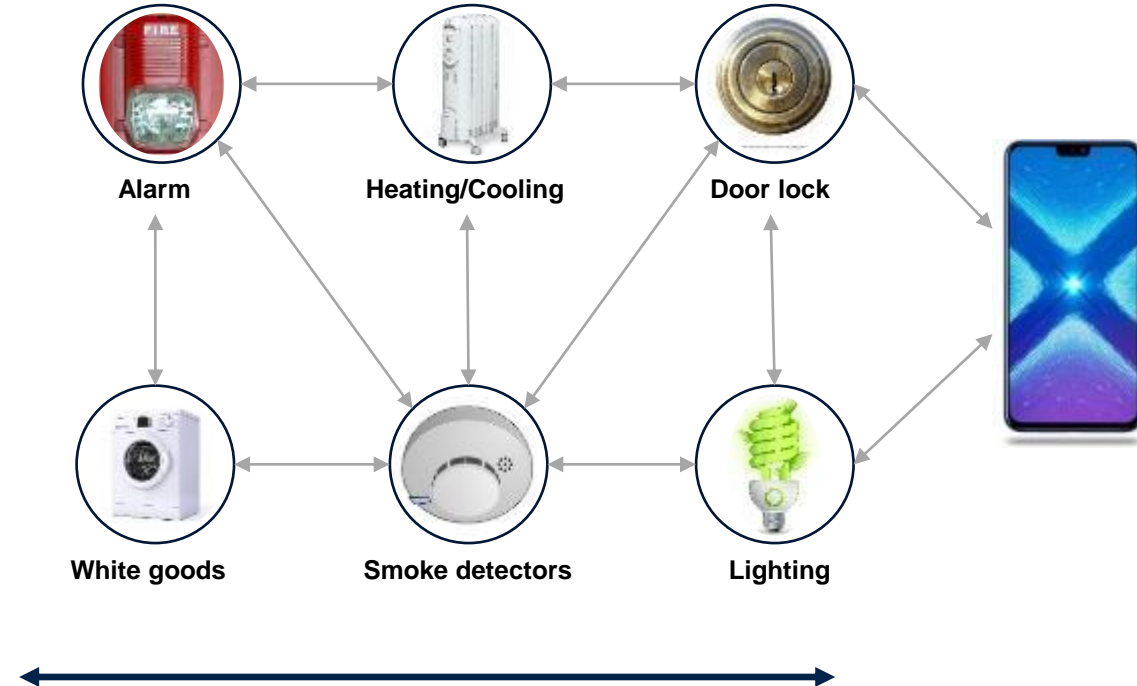 FIRE
Alarm
Heating/Cooling
Door lock
White goods
Smoke detectors
Lighting